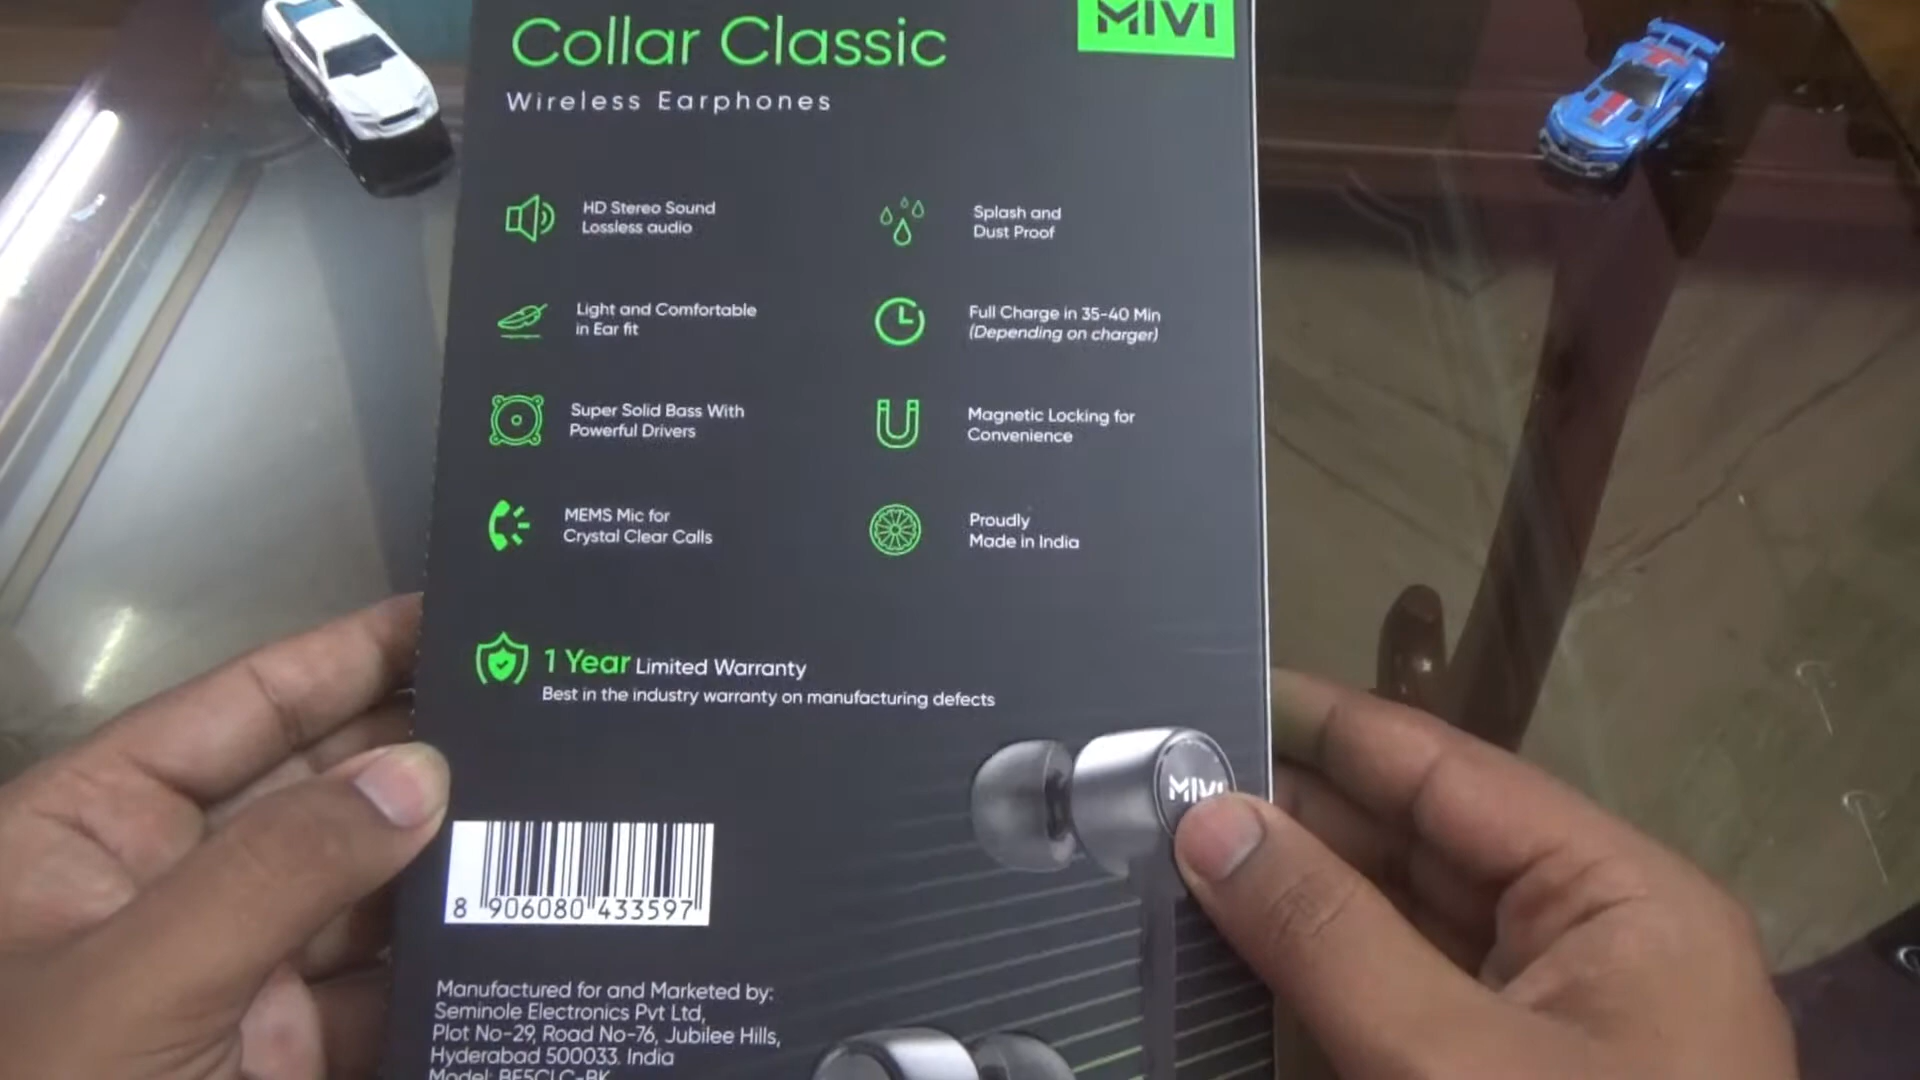 Collar Classic
MIVI
Wireless Earphones
HD Stereo Sound
Lossless audio
Splash and
Dust Proof
Light and Comfortable
in Ear fit
Full Charge in 35-40 Min
(Depending on charger)
Super Solid Bass With
Powerful Drivers
Magnetic Locking for
Convenience
MEMS Mic for
Crystal Clear Calls
Proudly
Made in India
1 Year Limited Warranty
Best in the industry warranty on manufacturing defects
MIVI
8 906080 433597
Manufactured for and Marketed by:
Seminole Electronics Pvt Ltd,
Plot No-29, Road No-76, Jubilee Hills,
Hyderabad 500033. India
Model: